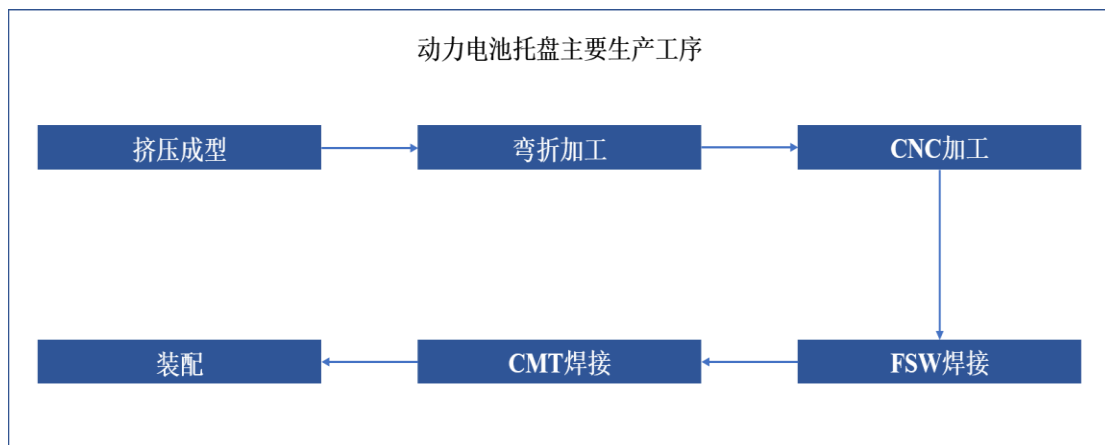 动力电池托盘主要生产工序
挤压成型
弯折加工
CNC加工
FSW焊接
CMT焊接
装配